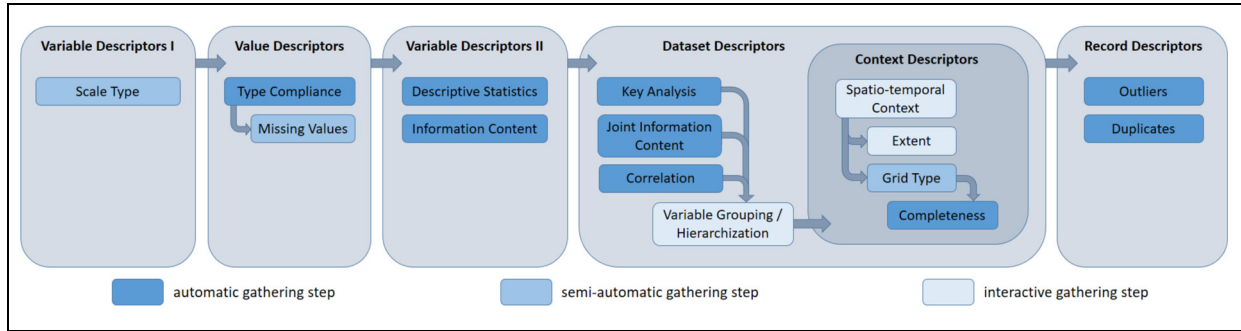 Variable Descriptors I
Scale Type
Value Descriptors
Type Compliance
Missing Values
Variable Descriptors II
Descriptive Statistics
Information Content
Dataset Descriptors
Key Analysis
Joint Information
Content
Correlation
Variable Grouping /
Hierarchization
Context Descriptors
Spatio-temporal
Context
Extent
Grid Type
Completeness
Record Descriptors
Outliers
Duplicates
automatic gathering step
semi-automatic gathering step
interactive gathering step